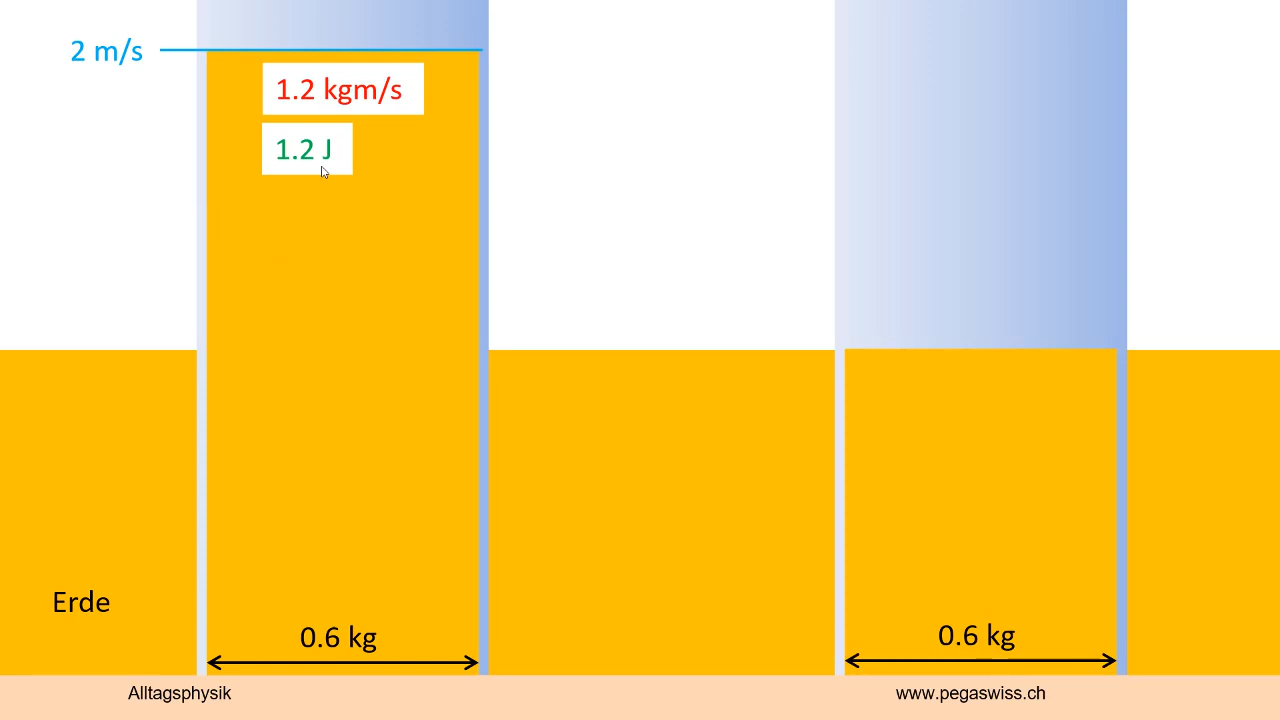 2 m/s
1.2 kgm/s
1.2 J
Erde
0.6 kg
0.6 kg
Alltagsphysik
www.pegaswiss.ch